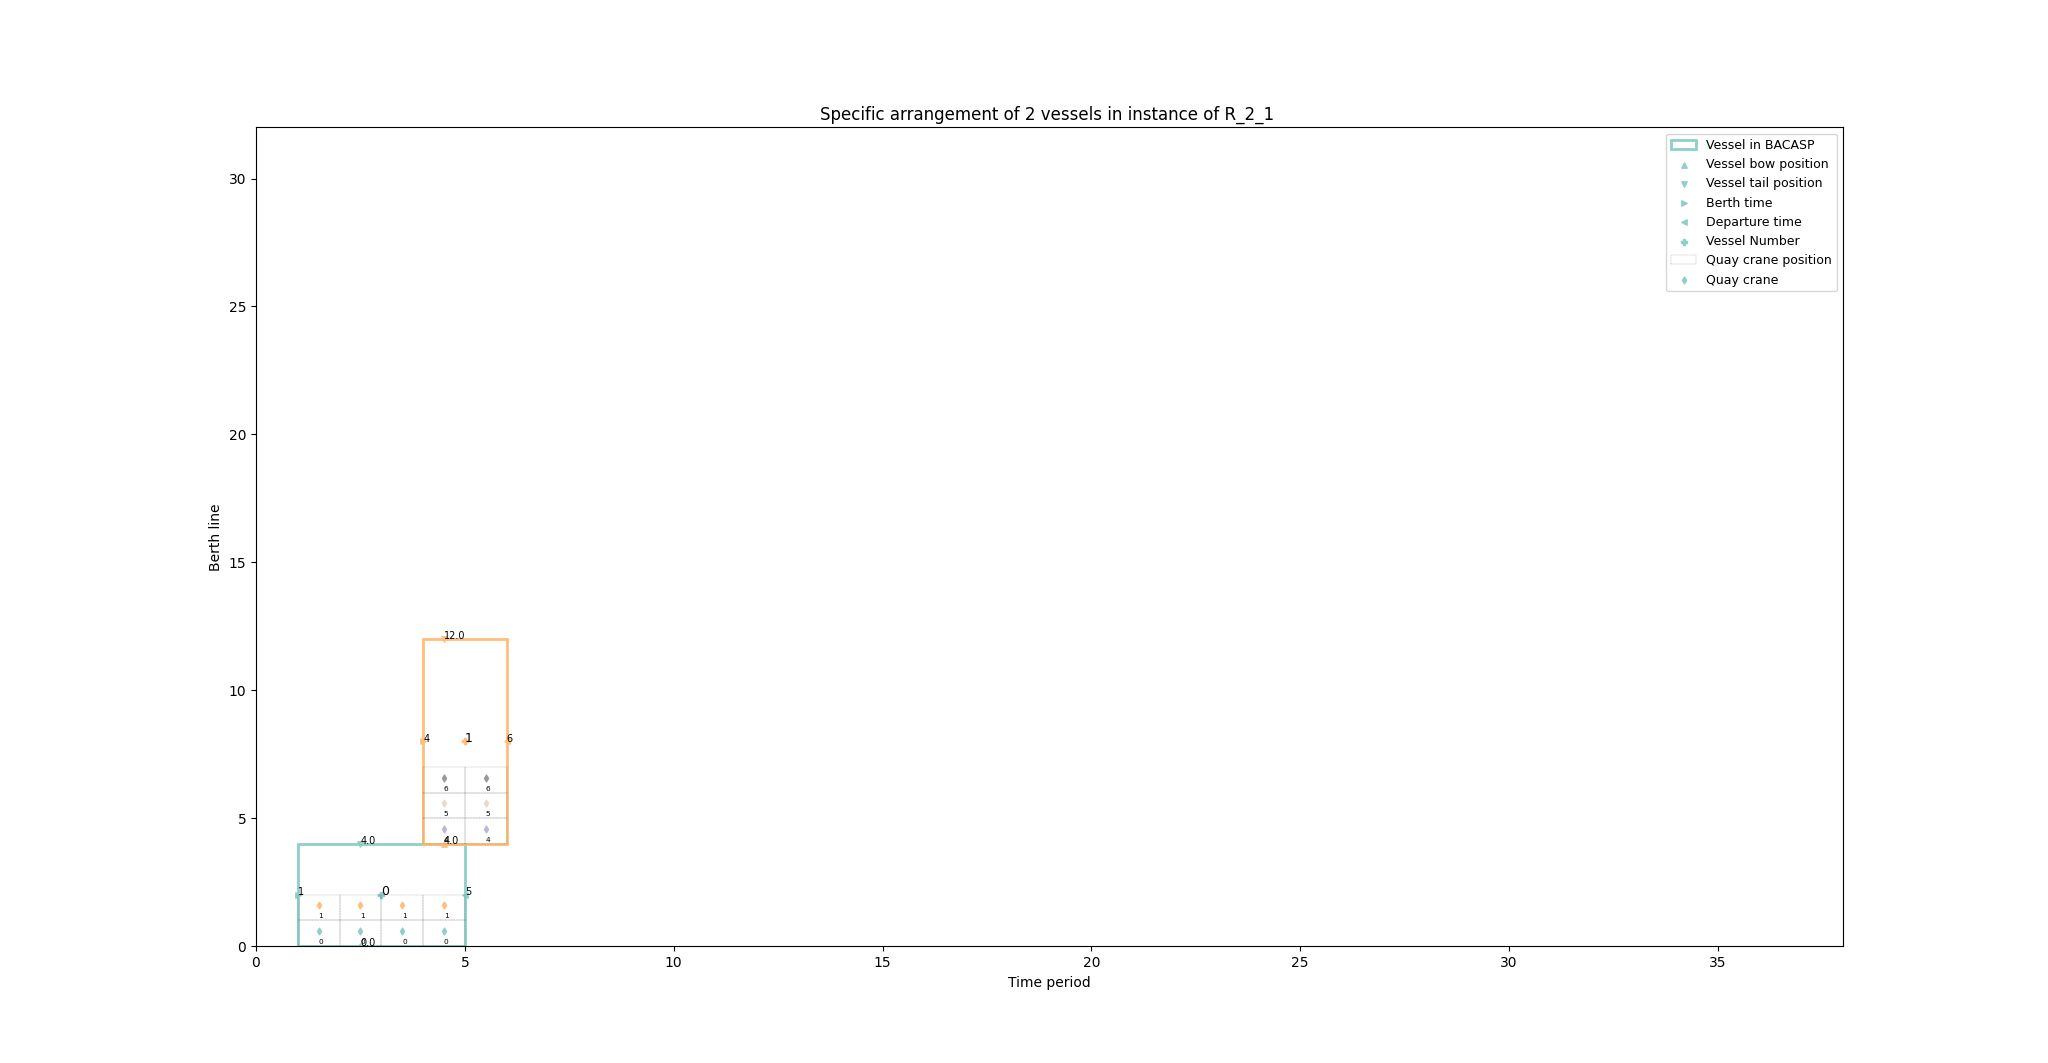 Specific arrangement of 2 vessels in instance of R_2_1
Vessel in BACASP
Vessel bow position
Vessel tail position
Berth time
Departure time
Vessel Number
Quay crane position
Quay crane
30
25
20
15
10
5
0
Berth line
12.0
4 1 6
6 6
5 5
4 4
4.0 4.0
1 0 5
1 1 1 1
0 0 0 0
0.0
0 5 10 15 20 25 30 35
Time period